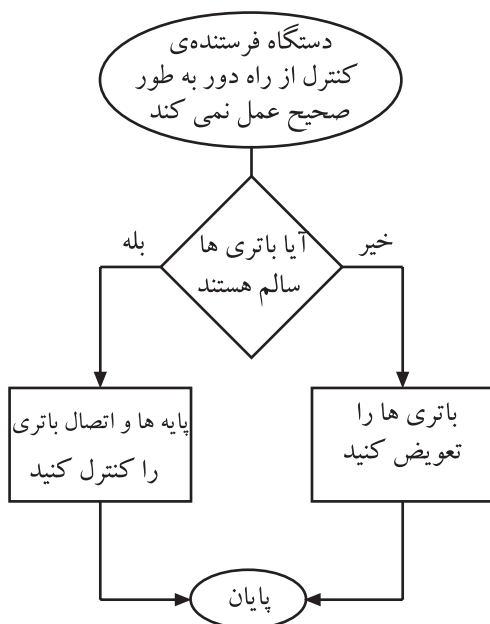 دستگاه فرستنده‌ی
کنترل از راه دور به طور
صحیح عمل نمی کند
آیا باتری ها
سالم هستند
خیر
بله
باتری ها را
تعویض کنید
پایه ها و اتصال باتری
را کنترل کنید
پایان